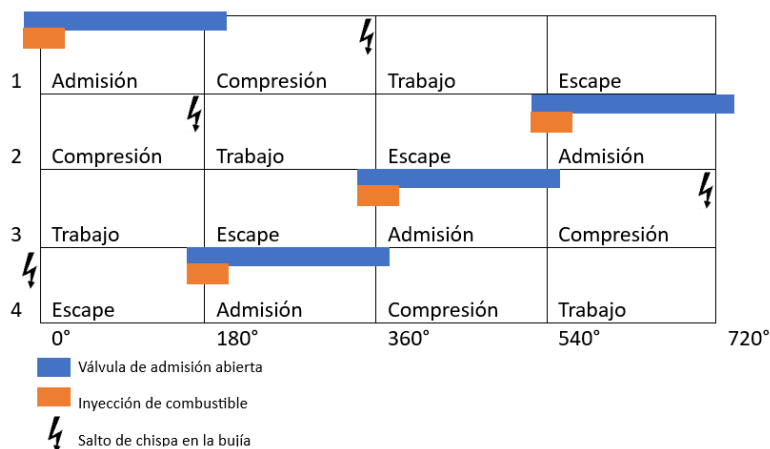 1 Admisión Compresión Trabajo Escape
2 Compresión Trabajo Escape Admisión
3 Trabajo Escape Admisión Compresión
4 Escape Admisión Compresión Trabajo
0° 180° 360° 540° 720°
Válvula de admisión abierta
Inyección de combustible
Salto de chispa en la bujía